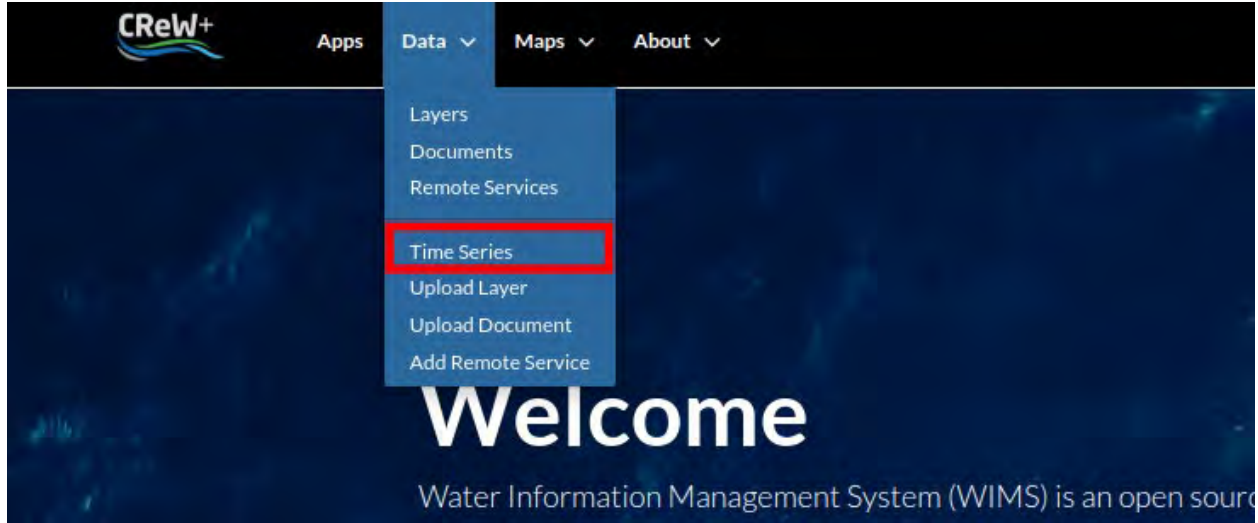 CReW+
Apps Data Maps About
Layers
Documents
Remote Services
Time Series
Upload Layer
Upload Document
Add Remote Service
Welcome
Water Information Management System (WIMS) is an open